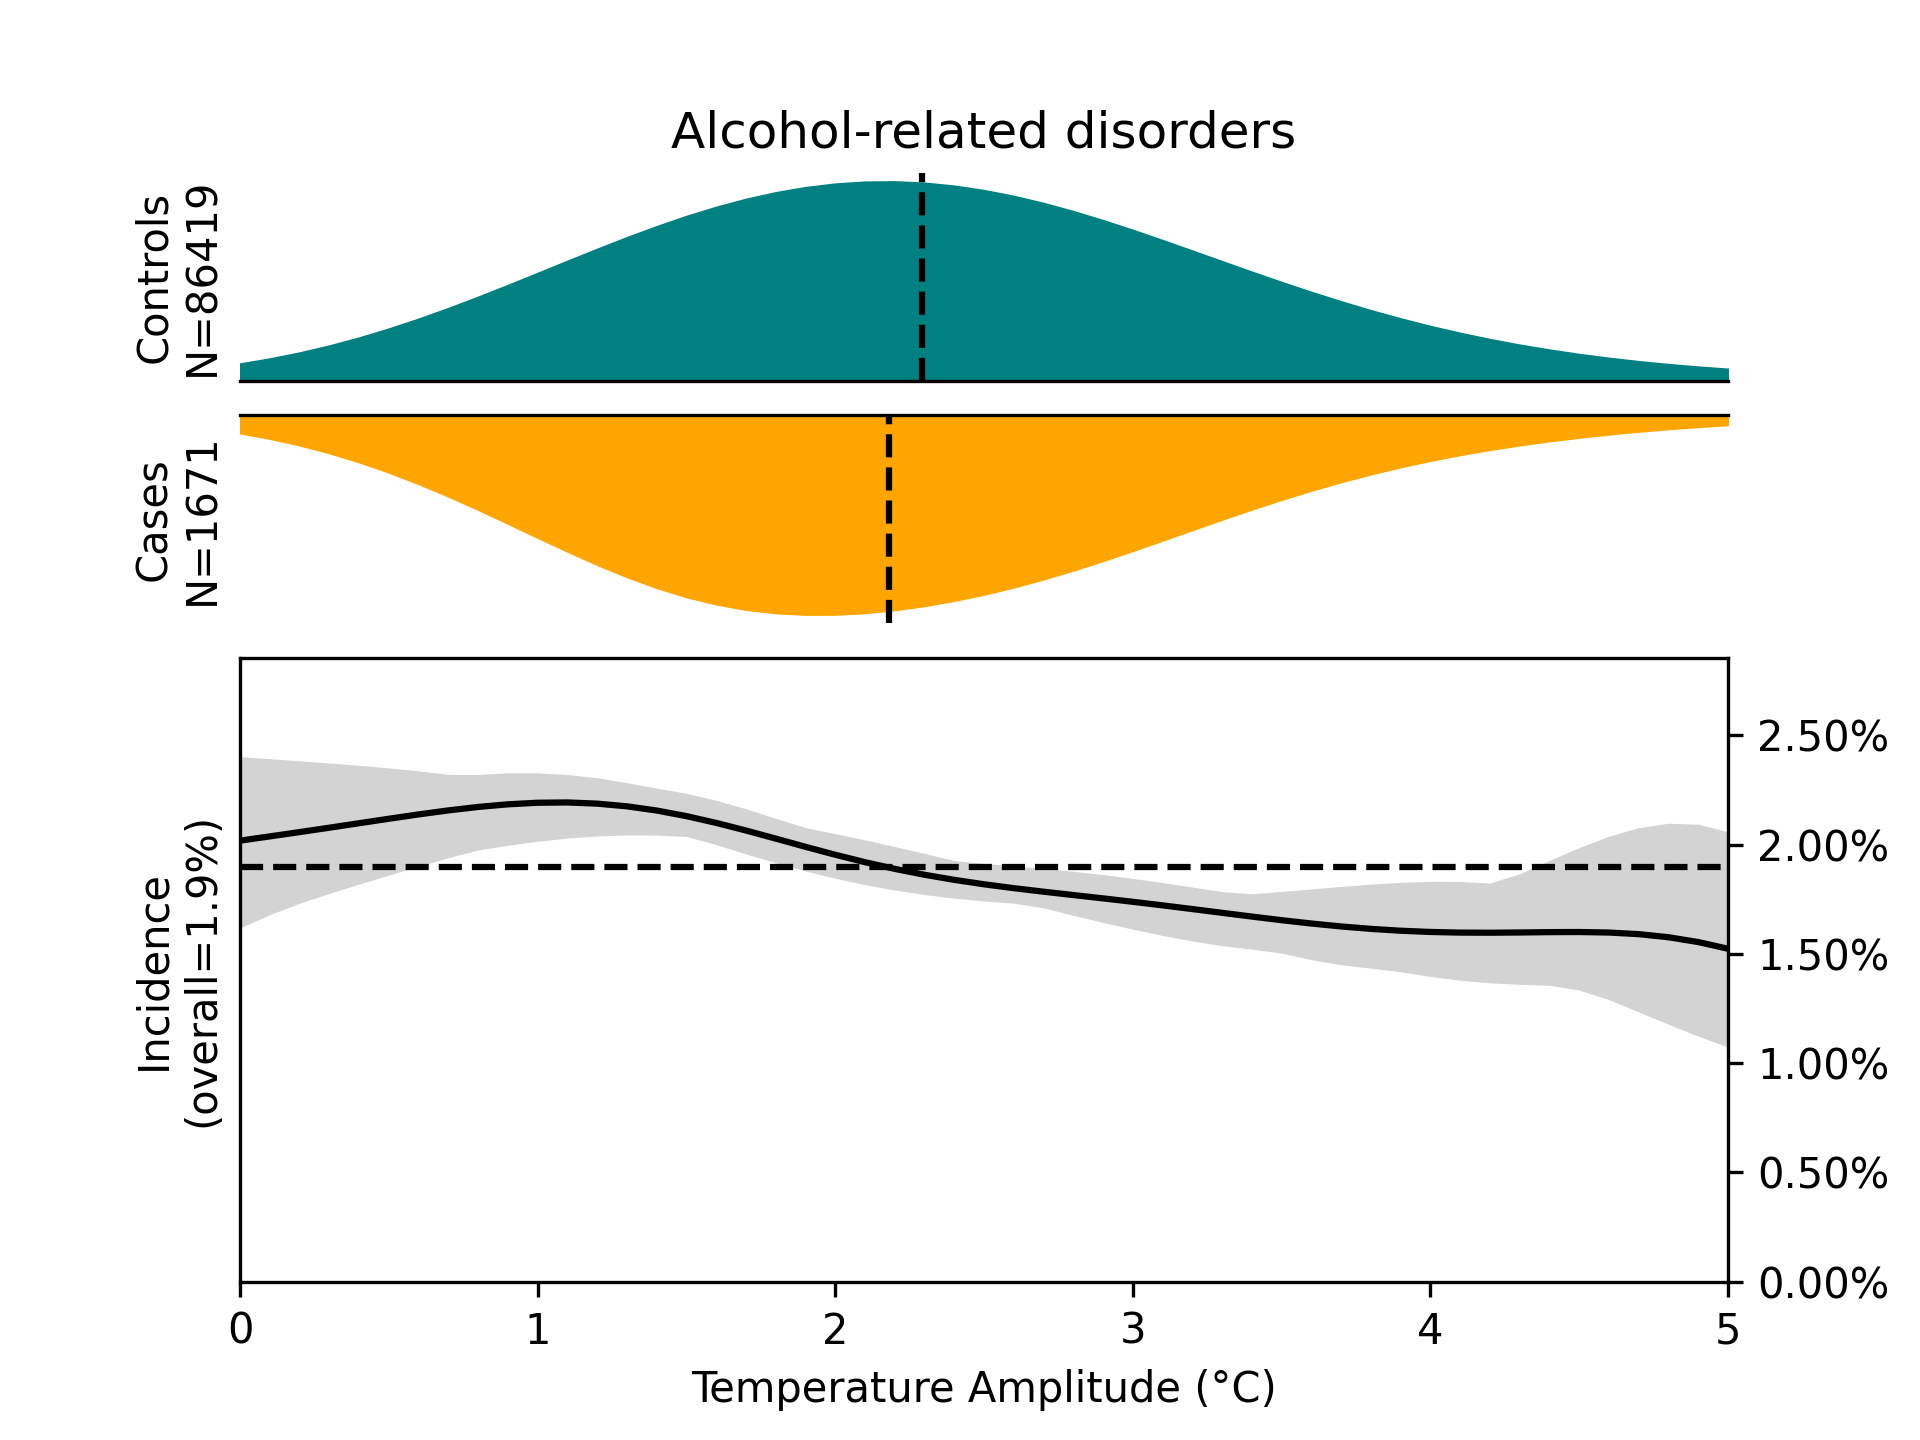 Alcohol-related disorders
Controls
N=86419
Cases
N=1671
Incidence
(overall=1.9%)
2.50%
2.00%
1.50%
1.00%
0.50%
0.00%
0 1 2 3 4 5
Temperature Amplitude (°C)